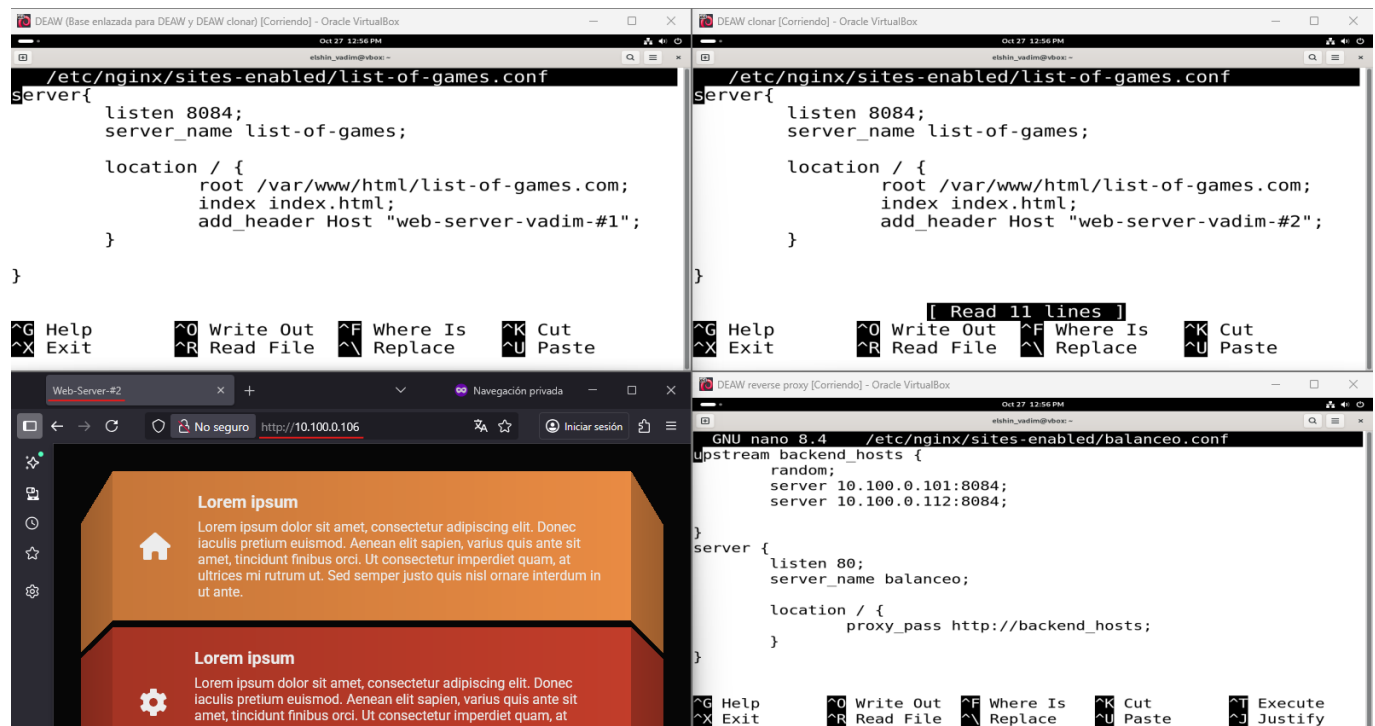 DEAW (Base enlazada para DEAW y DEAW clonar) [Corriendo] - Oracle VirtualBox
Oct 27 12:56 PM
elshin_vadim@vbox:~
/etc/nginx/sites-enabled/list-of-games.conf
server{
listen 8084;
server_name list-of-games;
location / {
root /var/www/html/list-of-games.com;
index index.html;
add_header Host "web-server-vadim-#1";
}
}
^G Help ^O Write Out ^F Where Is ^K Cut
^X Exit ^R Read File ^\ Replace ^U Paste
DEAW clonar [Corriendo] - Oracle VirtualBox
Oct 27 12:56 PM
elshin_vadim@vbox:~
/etc/nginx/sites-enabled/list-of-games.conf
server{
listen 8084;
server_name list-of-games;
location / {
root /var/www/html/list-of-games.com;
index index.html;
add_header Host "web-server-vadim-#2";
}
}
[ Read 11 lines ]
^G Help ^O Write Out ^F Where Is ^K Cut
^X Exit ^R Read File ^\ Replace ^U Paste
Web-Server-#2 Navegación privada
No seguro http://10.100.0.106 Iniciar sesión
Lorem ipsum
Lorem ipsum dolor sit amet, consectetur adipiscing elit. Donec
iaculis pretium euismod. Aenean elit sapien, varius quis ante sit
amet, tincidunt finibus orci. Ut consectetur imperdiet quam, at
ultrices mi rutrum ut. Sed semper justo quis nisl ornare interdum in
ut ante.
Lorem ipsum
Lorem ipsum dolor sit amet, consectetur adipiscing elit. Donec
iaculis pretium euismod. Aenean elit sapien, varius quis ante sit
amet, tincidunt finibus orci. Ut consectetur imperdiet quam, at
DEAW reverse proxy [Corriendo] - Oracle VirtualBox
Oct 27 12:56 PM
elshin_vadim@vbox:~
GNU nano 8.4 /etc/nginx/sites-enabled/balanceo.conf
upstream backend_hosts {
random;
server 10.100.0.101:8084;
server 10.100.0.112:8084;
}
server {
listen 80;
server_name balanceo;
location / {
proxy_pass http://backend_hosts;
}
}
^G Help ^O Write Out ^F Where Is ^K Cut ^T Execute
^X Exit ^R Read File ^\ Replace ^U Paste ^J Justify